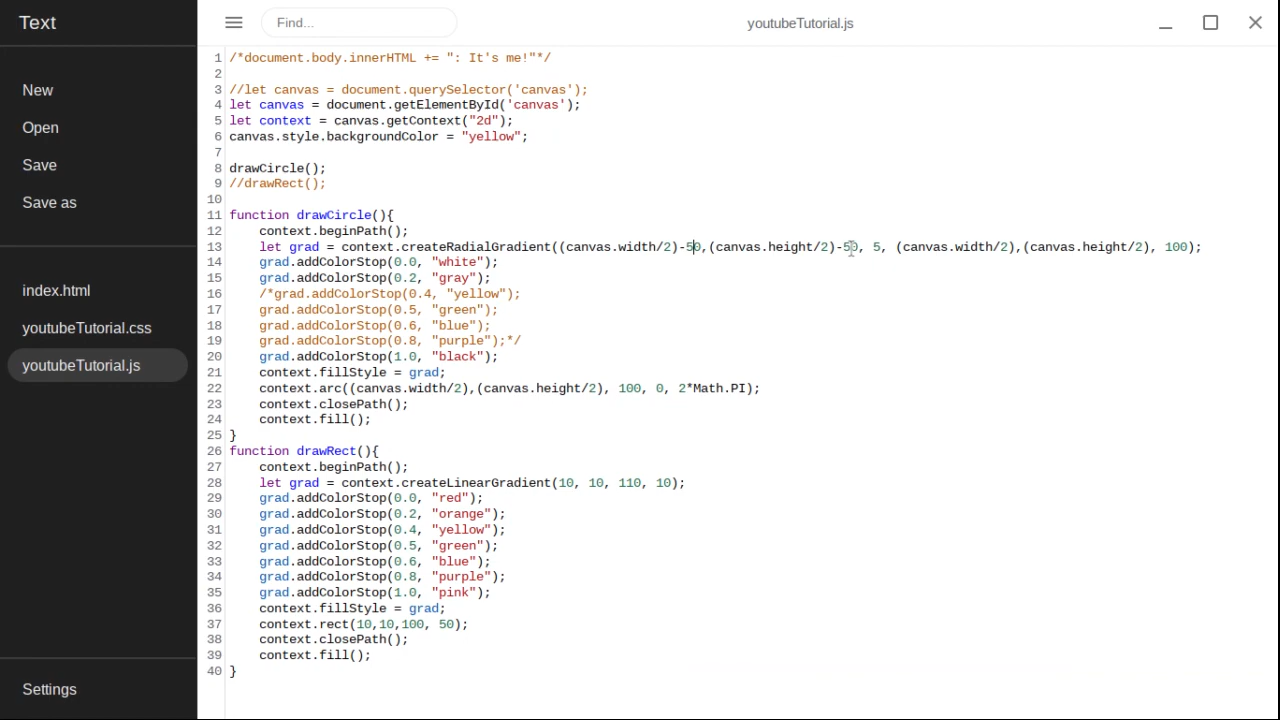 Text
Find...
youtubeTutorial.js
New
Open
Save
Save as
index.html
youtubeTutorial.css
youtubeTutorial.js
Settings
1 /*document.body.innerHTML += ": It's me!"*/
2
3 //let canvas = document.querySelector('canvas');
4 let canvas = document.getElementById('canvas');
5 let context = canvas.getContext("2d");
6 canvas.style.backgroundColor = "yellow";
7
8 drawCircle();
9 //drawRect();
10
11 function drawCircle(){
12     context.beginPath();
13     let grad = context.createRadialGradient((canvas.width/2)-50,(canvas.height/2)-50, 5, (canvas.width/2),(canvas.height/2), 100);
14     grad.addColorStop(0.0, "white");
15     grad.addColorStop(0.2, "gray");
16     /*grad.addColorStop(0.4, "yellow");
17     grad.addColorStop(0.5, "green");
18     grad.addColorStop(0.6, "blue");
19     grad.addColorStop(0.8, "purple");*/
20     grad.addColorStop(1.0, "black");
21     context.fillStyle = grad;
22     context.arc((canvas.width/2),(canvas.height/2), 100, 0, 2*Math.PI);
23     context.closePath();
24     context.fill();
25 }
26 function drawRect(){
27     context.beginPath();
28     let grad = context.createLinearGradient(10, 10, 110, 10);
29     grad.addColorStop(0.0, "red");
30     grad.addColorStop(0.2, "orange");
31     grad.addColorStop(0.4, "yellow");
32     grad.addColorStop(0.5, "green");
33     grad.addColorStop(0.6, "blue");
34     grad.addColorStop(0.8, "purple");
35     grad.addColorStop(1.0, "pink");
36     context.fillStyle = grad;
37     context.rect(10,10,100, 50);
38     context.closePath();
39     context.fill();
40 }